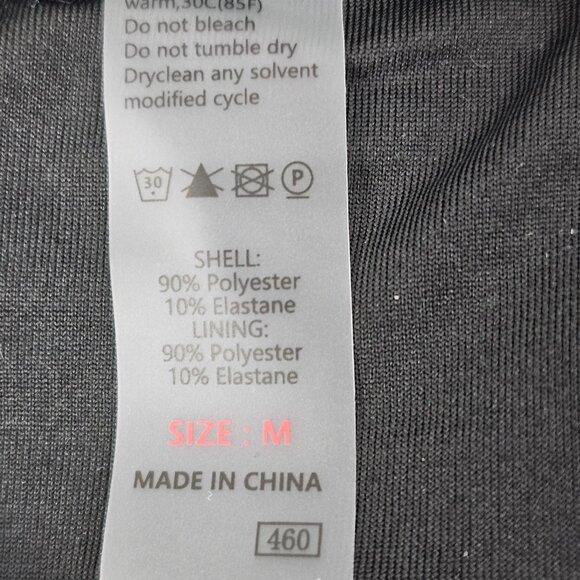 warm,30C(85F)
Do not bleach
Do not tumble dry
Dryclean any solvent
modified cycle
30
P
SHELL:
90% Polyester
10% Elastane
LINING:
90% Polyester
10% Elastane
SIZE : M
MADE IN CHINA
460